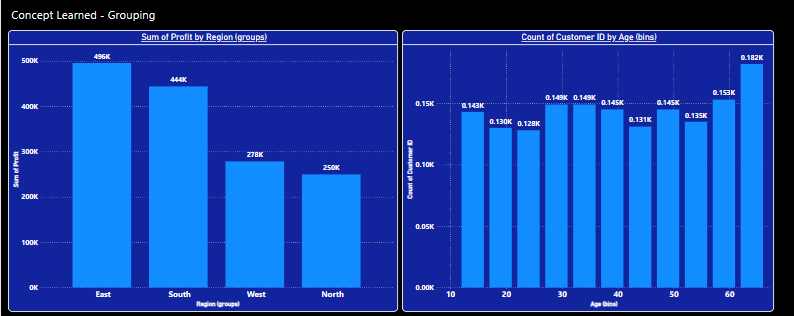 Concept Learned - Grouping
Sum of Profit by Region (groups)
500K
400K
300K
200K
100K
0K
Sum of Profit
496K
444K
278K
250K
East South West North
Region (groups)
Count of Customer ID by Age (bins)
0.15K
0.10K
0.05K
0.00K
Count of Customer ID
0.143K
0.130K
0.128K
0.149K
0.149K
0.145K
0.131K
0.145K
0.135K
0.153K
0.182K
10 20 30 40 50 60
Age (bins)